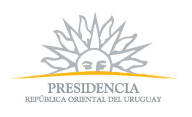 PRESIDENCIA
REPÚBLICA ORIENTAL DEL URUGUAY